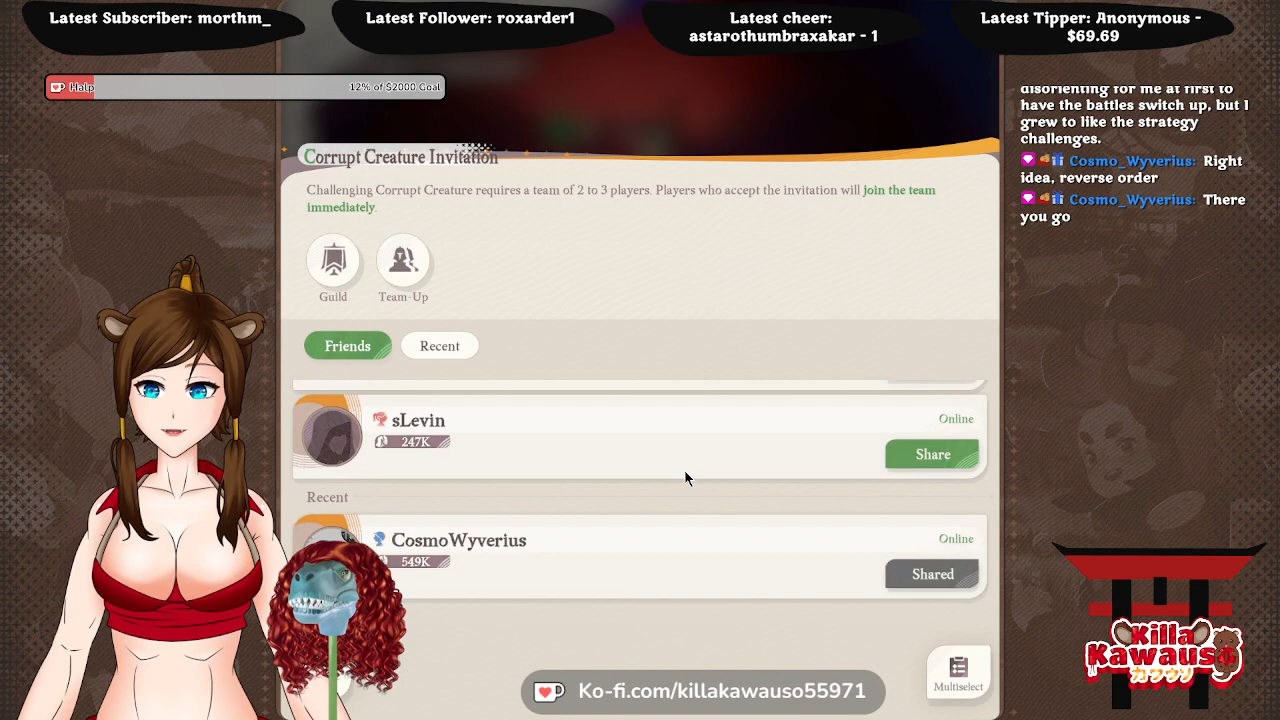 Latest Subscriber: morthm_
Latest Follower: roxarder1
Latest cheer:
astarothumbraxakar - 1
Latest Tipper: Anonymous -
$69.69
Halp
12% of $2000 Goal
disorienting for me at first to
have the battles switch up, but I
grew to like the strategy
challenges.
Cosmo_Wyverius: Right
idea, reverse order
Cosmo_Wyverius: There
you go
Corrupt Creature Invitation
Challenging Corrupt Creature requires a team of 2 to 3 players. Players who accept the invitation will join the team
immediately.
Guild
Team-Up
Friends
Recent
sLevin
247K
Online
Share
Recent
CosmoWyverius
549K
Online
Shared
Multiselect
Ko-fi.com/killakawauso55971
Killa
Kawauso
カワウソ